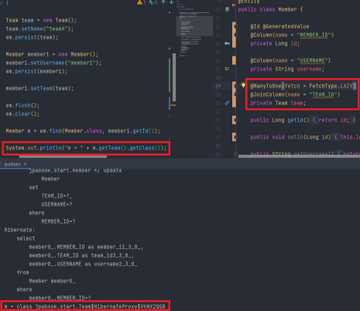 Team team = new Team();
team.setName("teamA");
em.persist(team);
Member member1 = new Member();
member1.setUsername("member1");
em.persist(member1);
member1.setTeam(team);
em.flush();
em.clear();
Member m = em.find(Member.class, member1.getId());
System.out.println("m = " + m.getTeam().getClass());
@Entity
public class Member {
@Id @GeneratedValue
@Column(name = "MEMBER_ID")
private Long id;
@Column(name = "USERNAME")
private String username;
@ManyToOne(fetch = FetchType.LAZY)
@JoinColumn(name = "TEAM_ID")
private Team team;
public Long getId() { return id; }
public void setId(Long id) { this.
public String getUsername() { return
jpabook.start.Member */ update
Member
set
TEAM_ID=?,
USERNAME=?
where
MEMBER_ID=?
Hibernate:
select
member0_.MEMBER_ID as member_i1_3_0_,
member0_.TEAM_ID as team_id3_3_0_,
member0_.USERNAME as username2_3_0_
from
Member member0_
where
member0_.MEMBER_ID=?
m = class jpabook.start.Team$HibernateProxy$